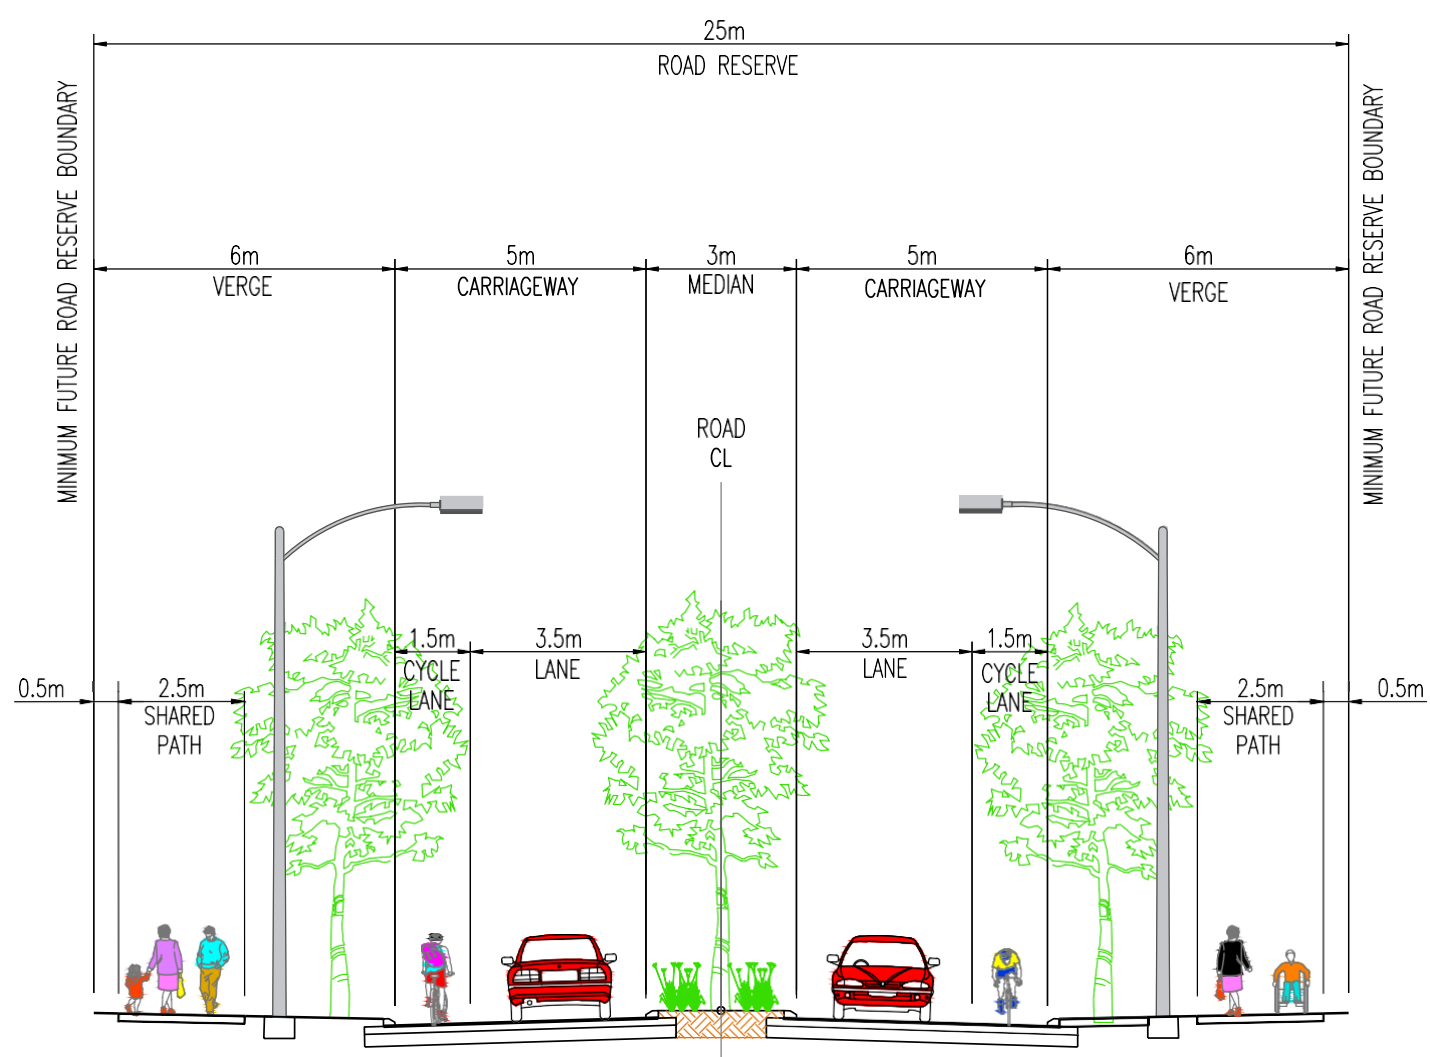 25m
ROAD RESERVE
MINIMUM FUTURE ROAD RESERVE BOUNDARY
MINIMUM FUTURE ROAD RESERVE BOUNDARY
6m
VERGE
5m
CARRIAGEWAY
3m
MEDIAN
5m
CARRIAGEWAY
6m
VERGE
ROAD
CL
1.5m
CYCLE
LANE
3.5m
LANE
3.5m
LANE
1.5m
CYCLE
LANE
0.5m
2.5m
SHARED
PATH
2.5m
SHARED
PATH
0.5m